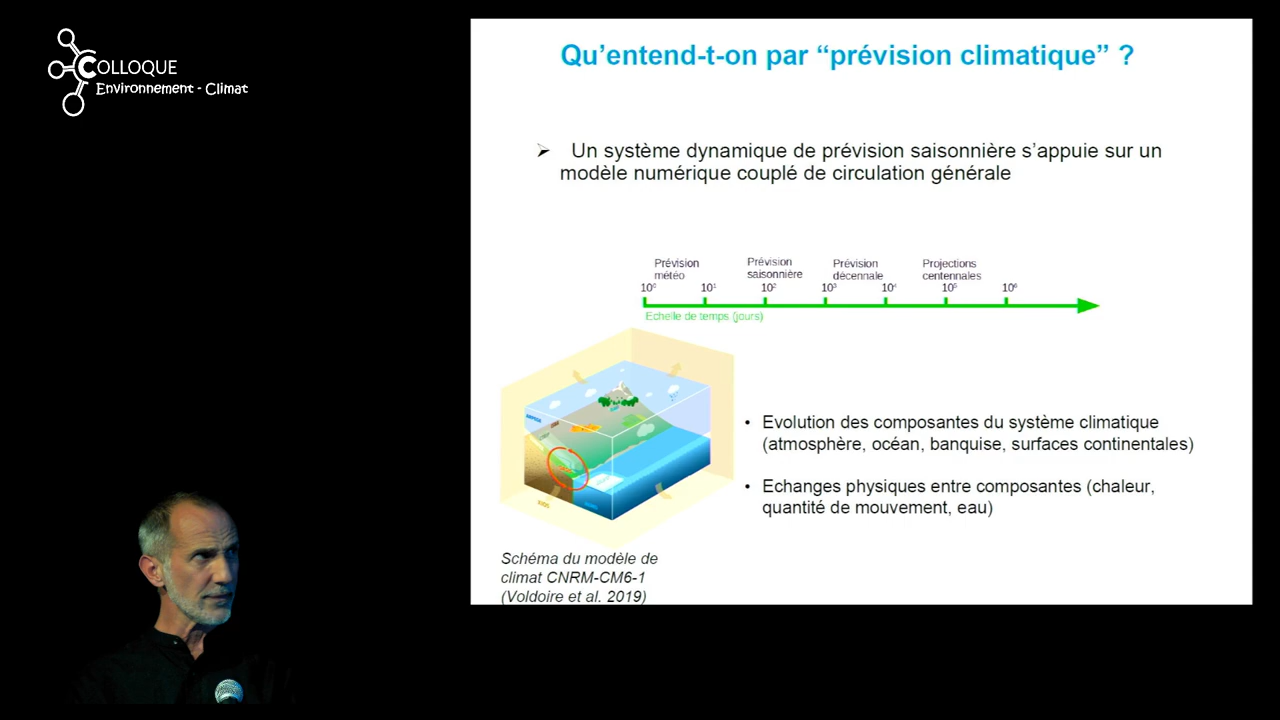 COLLOQUE
Environnement - Climat
Qu’entend-t-on par “prévision climatique” ?
➢ Un système dynamique de prévision saisonnière s’appuie sur un
modèle numérique couplé de circulation générale
Prévision météo
Prévision saisonnière
Prévision décennale
Projections centennales
10⁰ 10¹ 10² 10³ 10⁴ 10⁵ 10⁶
Echelle de temps (jours)
• Evolution des composantes du système climatique
(atmosphère, océan, banquise, surfaces continentales)
• Echanges physiques entre composantes (chaleur,
quantité de mouvement, eau)
XIOS
Schéma du modèle de
climat CNRM-CM6-1
(Voldoire et al. 2019)